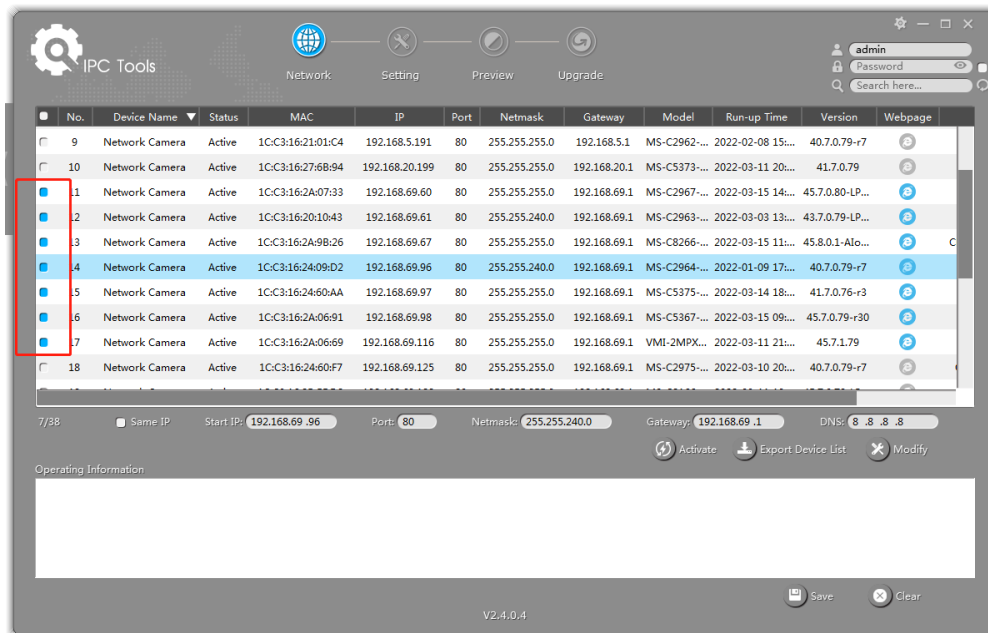 IPC Tools
Network Setting Preview Upgrade
admin
Password
Search here...
No. Device Name ▼ Status MAC IP Port Netmask Gateway Model Run-up Time Version Webpage
9 Network Camera Active 1C:C3:16:21:01:C4 192.168.5.191 80 255.255.255.0 192.168.5.1 MS-C2962-... 2022-02-08 15:... 40.7.0.79-r7
10 Network Camera Active 1C:C3:16:27:6B:94 192.168.20.199 80 255.255.255.0 192.168.20.1 MS-C5373-... 2022-03-11 20:... 41.7.0.79
11 Network Camera Active 1C:C3:16:2A:07:33 192.168.69.60 80 255.255.255.0 192.168.69.1 MS-C2967-... 2022-03-15 14:... 45.7.0.80-LP...
12 Network Camera Active 1C:C3:16:20:10:43 192.168.69.61 80 255.255.240.0 192.168.69.1 MS-C2963-... 2022-03-03 13:... 43.7.0.79-LP...
13 Network Camera Active 1C:C3:16:2A:9B:26 192.168.69.67 80 255.255.240.0 192.168.69.1 MS-C8266-... 2022-03-15 11:... 45.8.0.1-AIo... C
14 Network Camera Active 1C:C3:16:24:09:D2 192.168.69.96 80 255.255.240.0 192.168.69.1 MS-C2964-... 2022-01-09 17:... 40.7.0.79-r7
15 Network Camera Active 1C:C3:16:24:60:AA 192.168.69.97 80 255.255.255.0 192.168.69.1 MS-C5375-... 2022-03-14 18:... 41.7.0.76-r3
16 Network Camera Active 1C:C3:16:2A:06:91 192.168.69.98 80 255.255.255.0 192.168.69.1 MS-C5367-... 2022-03-15 09:... 45.7.0.79-r30
17 Network Camera Active 1C:C3:16:2A:06:69 192.168.69.116 80 255.255.255.0 192.168.69.1 VMI-2MPX... 2022-03-11 21:... 45.7.1.79
18 Network Camera Active 1C:C3:16:24:60:F7 192.168.69.125 80 255.255.255.0 192.168.69.1 MS-C2975-... 2022-03-10 20:... 40.7.0.79-r7
7/38 Same IP Start IP: 192.168.69 .96 Port: 80 Netmask: 255.255.240.0 Gateway: 192.168.69 .1 DNS: 8 .8 .8 .8
Activate Export Device List Modify
Operating Information
Save Clear
V2.4.0.4